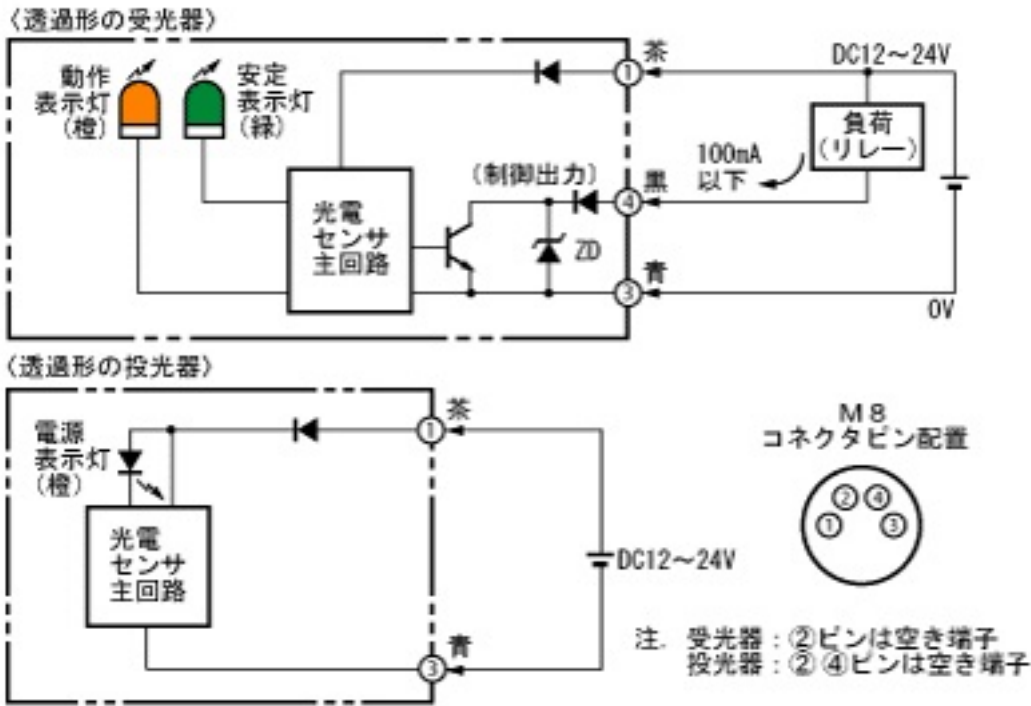 〈透過形の受光器〉
動作
表示灯
(橙)
安定
表示灯
(緑)
光電
センサ
主回路
(制御出力)
ZD
①
茶
④
黒
③
青
100mA
以下
DC12～24V
負荷
(リレー)
0V
〈透過形の投光器〉
電源
表示灯
(橙)
光電
センサ
主回路
①
茶
③
青
DC12～24V
M8
コネクタピン配置
② ④
① ③
注. 受光器：②ピンは空き端子
投光器：②④ピンは空き端子